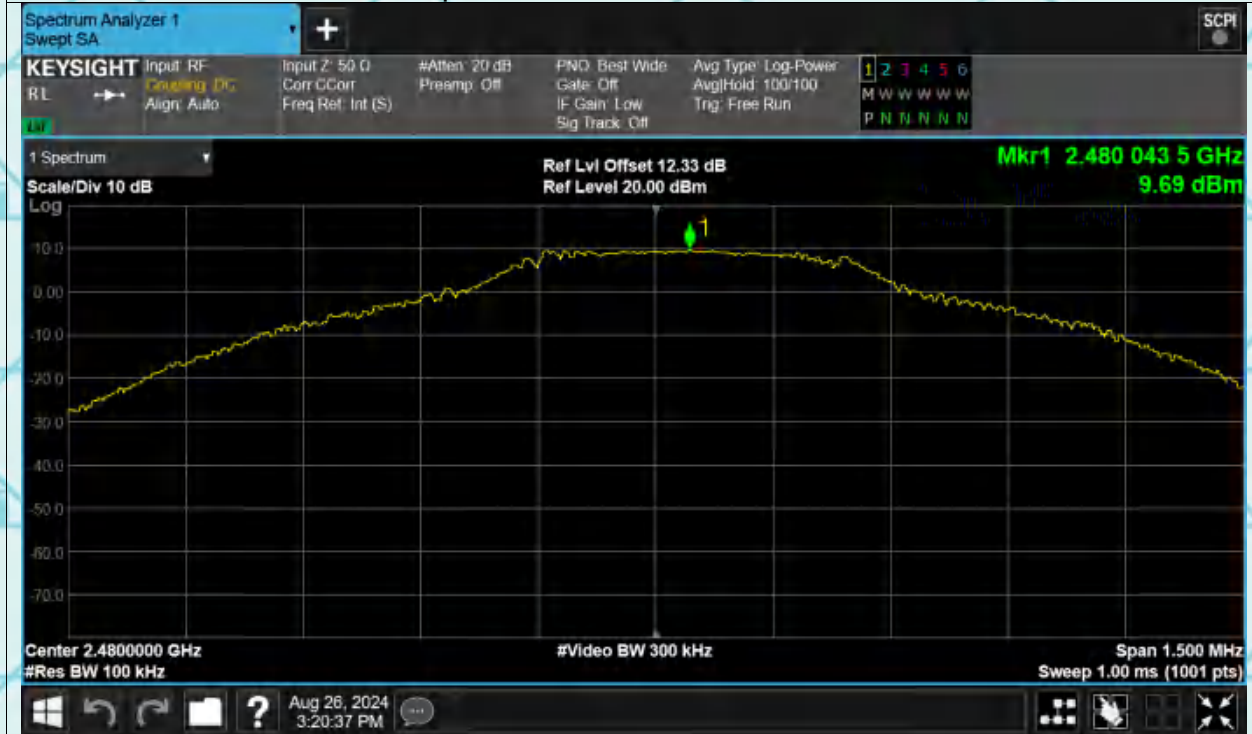 Spectrum Analyzer 1
Swept SA
+
SCPI
KEYSIGHT
RL
Input: RF
Coupling: DC
Align: Auto
Input Z: 50 Ω
Corr CCorr
Freq Ref: Int (S)
#Atten: 20 dB
Preamp: Off
PNO: Best Wide
Gate: Off
IF Gain: Low
Sig Track: Off
Avg Type: Log-Power
Avg|Hold: 100/100
Trig: Free Run
1 2 3 4 5 6
M W W W W W
P N N N N N
1 Spectrum
Scale/Div 10 dB
Log
Ref Lvl Offset 12.33 dB
Ref Level 20.00 dBm
Mkr1 2.480 043 5 GHz
9.69 dBm
1
10.0
0.00
-10.0
-20.0
-30.0
-40.0
-50.0
-60.0
-70.0
Center 2.4800000 GHz
#Res BW 100 kHz
#Video BW 300 kHz
Span 1.500 MHz
Sweep 1.00 ms (1001 pts)
?
Aug 26, 2024
3:20:37 PM